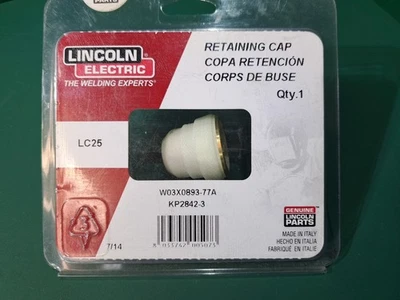 PARTS
LINCOLN
ELECTRIC
THE WELDING EXPERTS®
RETAINING CAP
COPA RETENCIÓN
CORPS DE BUSE
Qty.1
LC25
W03X0893-77A
KP2842-3
7/14
GENUINE
LINCOLN
PARTS
MADE IN ITALY
HECHO EN ITALIA
FABRIQUÉ EN ITALIE